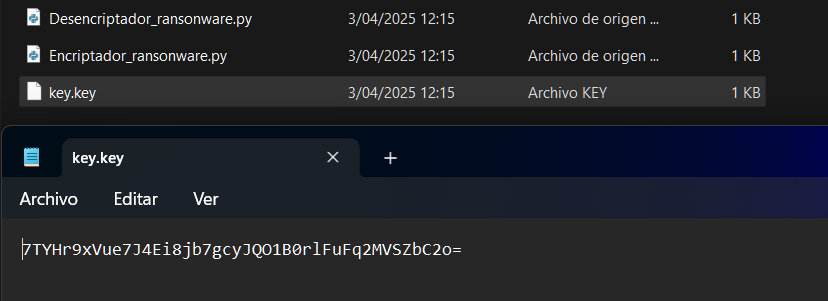 Desencriptador_ransonware.py 3/04/2025 12:15 Archivo de origen ... 1 KB
Encriptador_ransonware.py 3/04/2025 12:15 Archivo de origen ... 1 KB
key.key 3/04/2025 12:15 Archivo KEY 1 KB
key.key
Archivo Editar Ver
7TYHr9xVue7J4Ei8jb7gcyJQO1B0rlFuFq2MVSZbC2o=